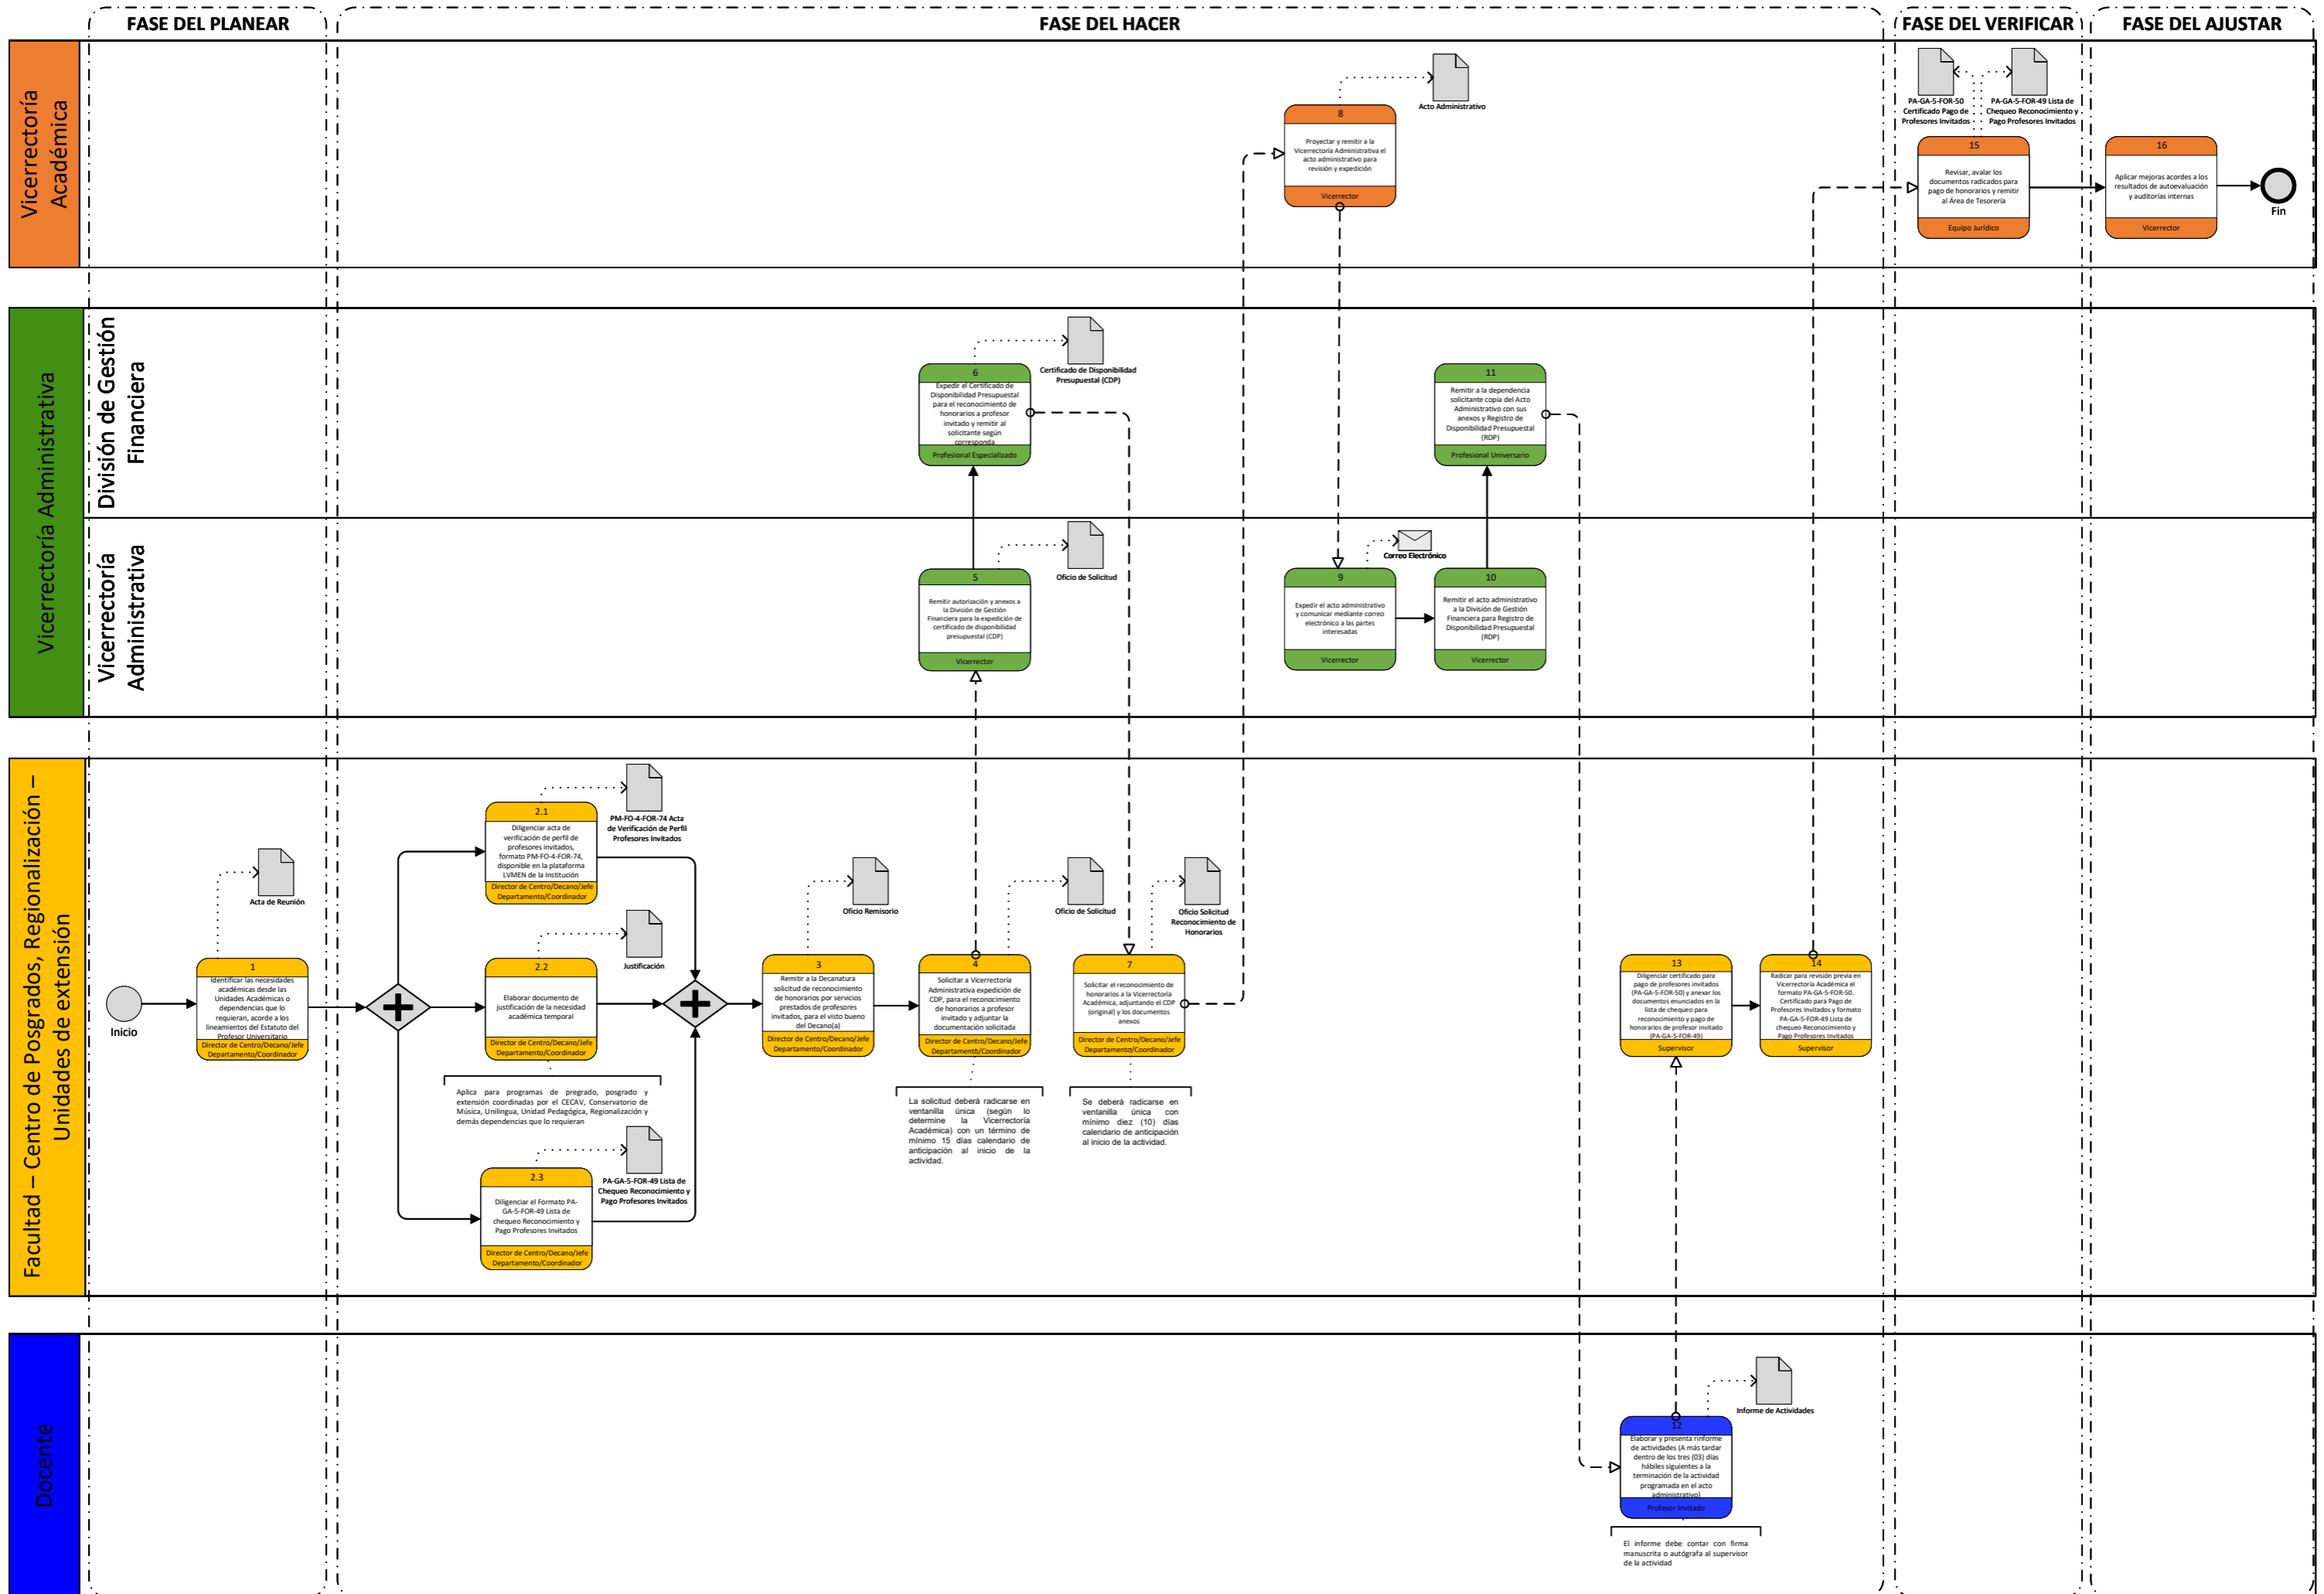 FASE DEL PLANEAR
FASE DEL HACER
FASE DEL VERIFICAR
FASE DEL AJUSTAR
Vicerrectoría
Académica
8
Proyectar y remitir a la
Vicerrectoría Administrativa el
acto administrativo para
revisión y expedición
Vicerrector
Acto Administrativo
PA-GA-5-FOR-50
Certificado Pago de
Profesores Invitados
PA-GA-5-FOR-49 Lista de
Chequeo Reconocimiento y
Pago Profesores Invitados
15
Revisar, avalar los
documentos radicados para
pago de honorarios y remitir
al Área de Tesorería
Equipo Jurídico
16
Aplicar mejoras acordes a los
resultados de autoevaluación
y auditorías internas
Vicerrector
Fin
Vicerrectoría Administrativa
División de Gestión
Financiera
6
Expedir el Certificado de
Disponibilidad Presupuestal
para el reconocimiento de
honorarios a profesor
invitado y remitir al
solicitante según
corresponda
Profesional Especializado
Certificado de Disponibilidad
Presupuestal (CDP)
11
Remitir a la dependencia
solicitante copia del Acto
Administrativo con sus
anexos y Registro de
Disponibilidad Presupuestal
(RDP)
Profesional Universario
Vicerrectoría
Administrativa
5
Remitir autorización y anexos a
la División de Gestión
Financiera para la expedición de
certificado de disponibilidad
presupuestal (CDP)
Vicerrector
Oficio de Solicitud
9
Expedir el acto administrativo
y comunicar mediante correo
electrónico a las partes
interesadas
Vicerrector
Correo Electrónico
10
Remitir el acto administrativo
a la División de Gestión
Financiera para Registro de
Disponibilidad Presupuestal
(RDP)
Vicerrector
Facultad – Centro de Posgrados, Regionalización –
Unidades de extensión
Inicio
1
Identificar las necesidades
académicas desde las
Unidades Académicas o
dependencias que lo
requieran, acorde a los
lineamientos del Estatuto del
Profesor Universitario
Director de Centro/Decano/Jefe
Departamento/Coordinador
Acta de Reunión
2.1
Diligenciar acta de
verificación de perfil de
profesores invitados,
formato PM-FO-4-FOR-74,
disponible en la plataforma
LVMEN de la Institución
Director de Centro/Decano/Jefe
Departamento/Coordinador
PM-FO-4-FOR-74 Acta
de Verificación de Perfil
Profesores Invitados
2.2
Elaborar documento de
justificación de la necesidad
académica temporal
Director de Centro/Decano/Jefe
Departamento/Coordinador
Justificación
Aplica para programas de pregrado, posgrado y
extensión coordinadas por el CECAV, Conservatorio de
Música, Unilingua, Unidad Pedagógica, Regionalización y
demás dependencias que lo requieran
2.3
Diligenciar el Formato PA-
GA-5-FOR-49 Lista de
chequeo Reconocimiento y
Pago Profesores Invitados
Director de Centro/Decano/Jefe
Departamento/Coordinador
PA-GA-5-FOR-49 Lista de
Chequeo Reconocimiento y
Pago Profesores Invitados
3
Remitir a la Decanatura
solicitud de reconocimiento
de honorarios por servicios
prestados de profesores
invitados, para el visto bueno
del Decano(a)
Director de Centro/Decano/Jefe
Departamento/Coordinador
Oficio Remisorio
4
Solicitar a Vicerrectoría
Administrativa expedición de
CDP, para el reconocimiento
de honorarios a profesor
invitado y adjuntar la
documentación solicitada
Director de Centro/Decano/Jefe
Departamento/Coordinador
Oficio de Solicitud
La solicitud deberá radicarse en
ventanilla única (según lo
determine la Vicerrectoría
Académica) con un término de
mínimo 15 días calendario de
anticipación al inicio de la
actividad.
7
Solicitar el reconocimiento de
honorarios a la Vicerrectoría
Académica, adjuntando el CDP
(original) y los documentos
anexos
Director de Centro/Decano/Jefe
Departamento/Coordinador
Oficio Solicitud
Reconocimiento de
Honorarios
Se deberá radicarse en
ventanilla única con
mínimo diez (10) días
calendario de anticipación
al inicio de la actividad.
13
Diligenciar certificado para
pago de profesores invitados
(PA-GA-5-FOR-50) y anexar los
documentos enunciados en la
lista de chequeo para
reconocimiento y pago de
honorarios de profesor invitado
(PA-GA-5-FOR-49)
Supervisor
14
Radicar para revisión previa en
Vicerrectoría Académica el
formato PA-GA-5-FOR-50.
Certificado para Pago de
Profesores Invitados y formato
PA-GA-5-FOR-49 Lista de
chequeo Reconocimiento y
Pago Profesores Invitados
Supervisor
Docente
12
Elaborar y presenta rinforme
de actividades (A más tardar
dentro de los tres (03) días
hábiles siguientes a la
terminación de la actividad
programada en el acto
administrativo)
Profesor Invitado
Informe de Actividades
El informe debe contar con firma
manuscrita o autógrafa al supervisor
de la actividad